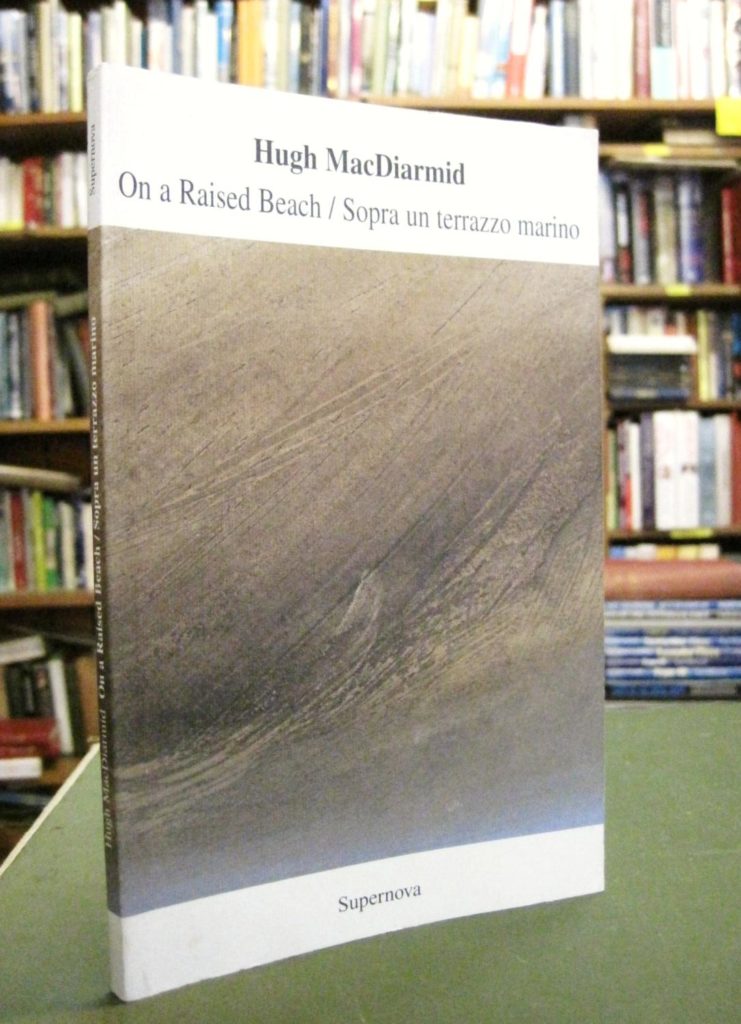 Hugh MacDiarmid
On a Raised Beach / Sopra un terrazzo marino
Supernova
Hugh MacDiarmid On a Raised Beach / Sopra un terrazzo marino
Supernova